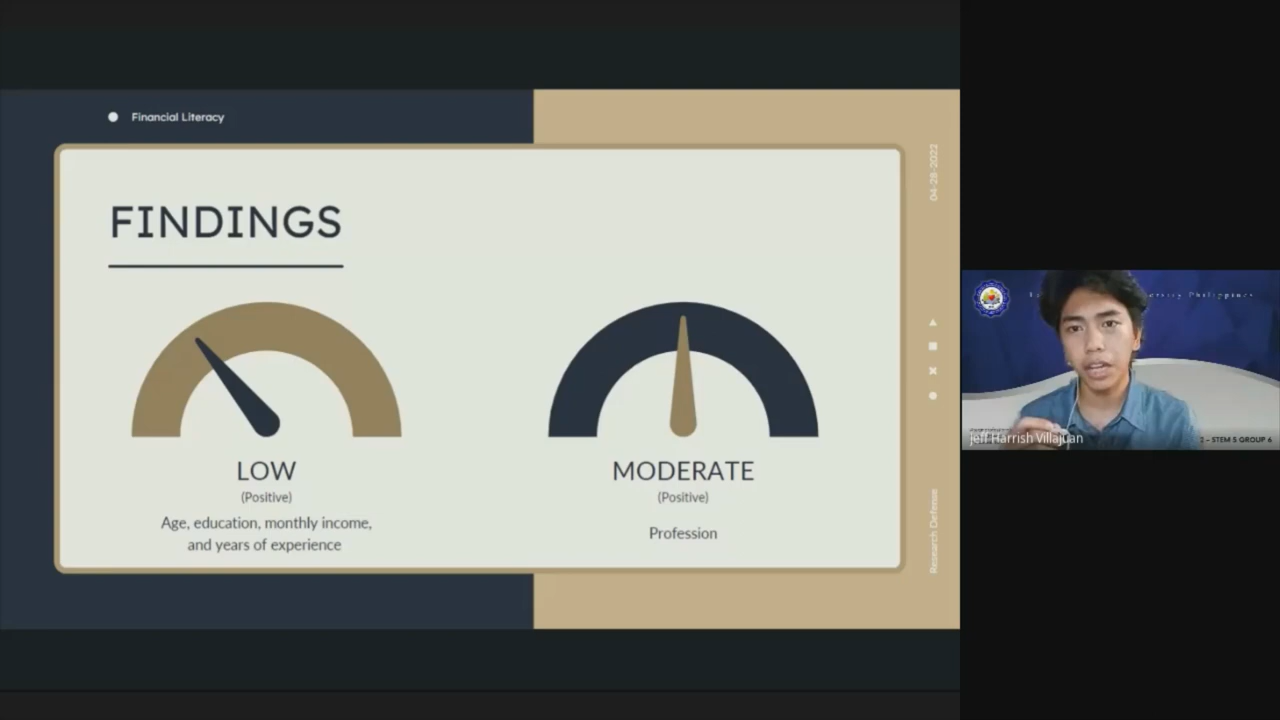 Financial Literacy
04-28-2022
FINDINGS
LOW
(Positive)
Age, education, monthly income,
and years of experience
MODERATE
(Positive)
Profession
Research Defense
Philippines
jeff Harrish Villajuan
- STEM 5 GROUP 6